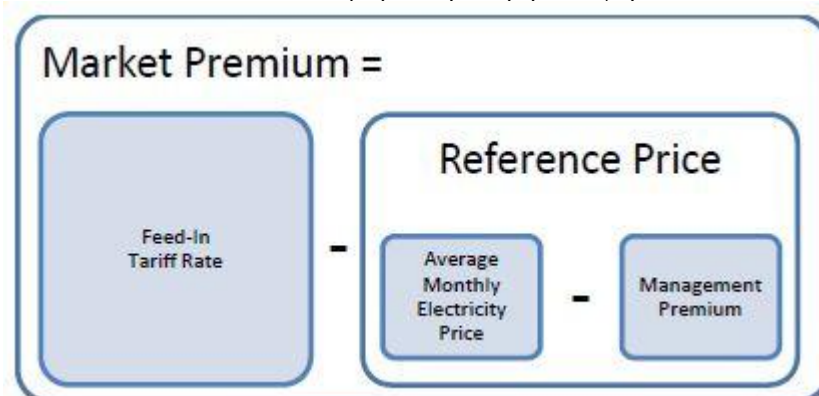 Market Premium =
Reference Price
Feed-In
Tariff Rate
-
Average
Monthly
Electricity
Price
-
Management
Premium